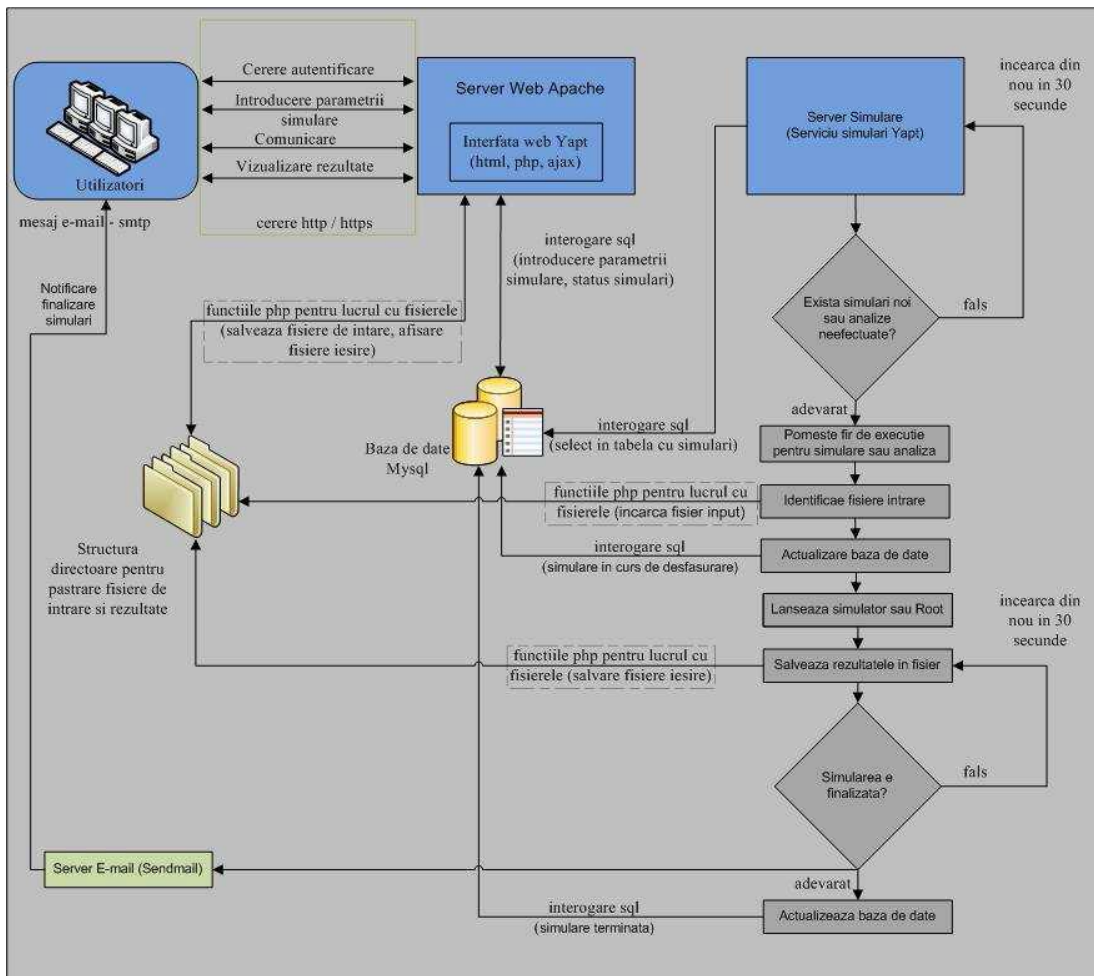 Cerere autentificare
Introducere parametrii
simulare
Comunicare
Vizualizare rezultate
cerere http / https
Utilizatori
mesaj e-mail - smtp
Server Web Apache
Interfata web Yapt
(html, php, ajax)
Server Simulare
(Serviciu simulari Yapt)
incearca din
nou in 30
secunde
interogare sql
(introducere parametrii
simulare, status simulari)
Notificare
finalizare
simulari
functiile php pentru lucrul cu fisierele
(salveaza fisiere de intare, afisare
fisiere iesire)
Exista simulari noi
sau analize
neefectuate?
fals
adevarat
interogare sql
(select in tabela cu simulari)
Baza de date
Mysql
Porneste fir de executie
pentru simulare sau analiza
functiile php pentru lucrul cu
fisierele (incarca fisier input)
Identificae fisiere intrare
interogare sql
(simulare in curs de desfasurare)
Actualizare baza de date
Structura
directoare pentru
pastrare fisiere de
intrare si rezultate
Lanseaza simulator sau Root
incearca din
nou in 30
secunde
functiile php pentru lucrul cu
fisierele (salvare fisiere iesire)
Salveaza rezultatele in fisier
Simularea e
finalizata?
fals
Server E-mail (Sendmail)
adevarat
interogare sql
(simulare terminata)
Actualizeaza baza de date